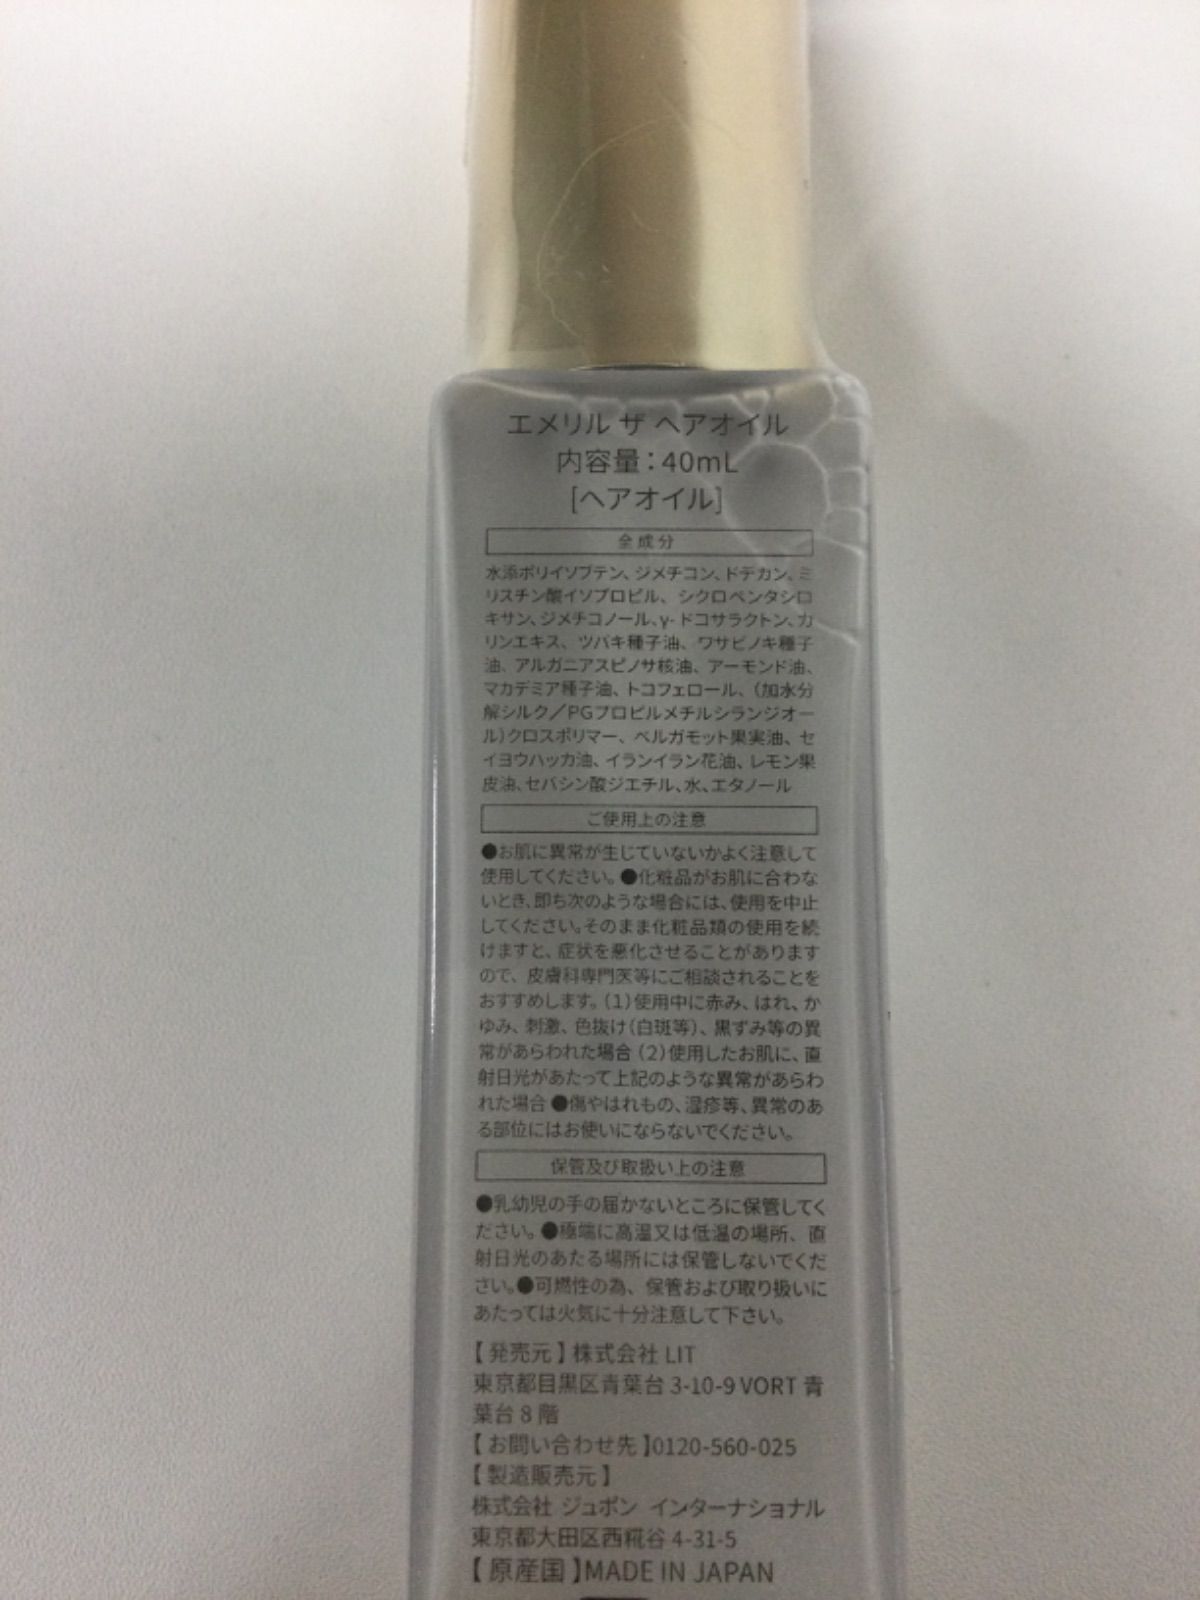 エメリル ザ ヘアオイル
内容量：40mL
[ヘアオイル]
全成分
水添ポリイソブテン、ジメチコン、ドデカン、ミ
リスチン酸イソプロピル、シクロペンタシロ
キサン、ジメチコノール、γ-ドコサラクトン、カ
リンエキス、ツバキ種子油、ワサビノキ種子
油、アルガニアスピノサ核油、アーモンド油、
マカデミア種子油、トコフェロール、（加水分
解シルク／PGプロピルメチルシランジオー
ル）クロスポリマー、ベルガモット果実油、セ
イヨウハッカ油、イランイラン花油、レモン果
皮油、セバシン酸ジエチル、水、エタノール
ご使用上の注意
●お肌に異常が生じていないかよく注意して
使用してください。●化粧品がお肌に合わな
いとき、即ち次のような場合には、使用を中止
してください。そのまま化粧品類の使用を続
けますと、症状を悪化させることがあります
ので、皮膚科専門医等にご相談されることを
おすすめします。（1）使用中に赤み、はれ、か
ゆみ、刺激、色抜け（白斑等）、黒ずみ等の異
常があらわれた場合（2）使用したお肌に、直
射日光があたって上記のような異常があらわ
れた場合 ●傷やはれもの、湿疹等、異常のあ
る部位にはお使いにならないでください。
保管及び取扱い上の注意
●乳幼児の手の届かないところに保管してく
ださい。●極端に高温又は低温の場所、直
射日光のあたる場所には保管しないでくだ
さい。●可燃性の為、保管および取り扱いに
あたっては火気に十分注意して下さい。
【発売元】株式会社 LIT
東京都目黒区青葉台 3-10-9 VORT 青
葉台 8 階
【お問い合わせ先】0120-560-025
【製造販売元】
株式会社 ジュポン インターナショナル
東京都大田区西糀谷 4-31-5
【原産国】MADE IN JAPAN